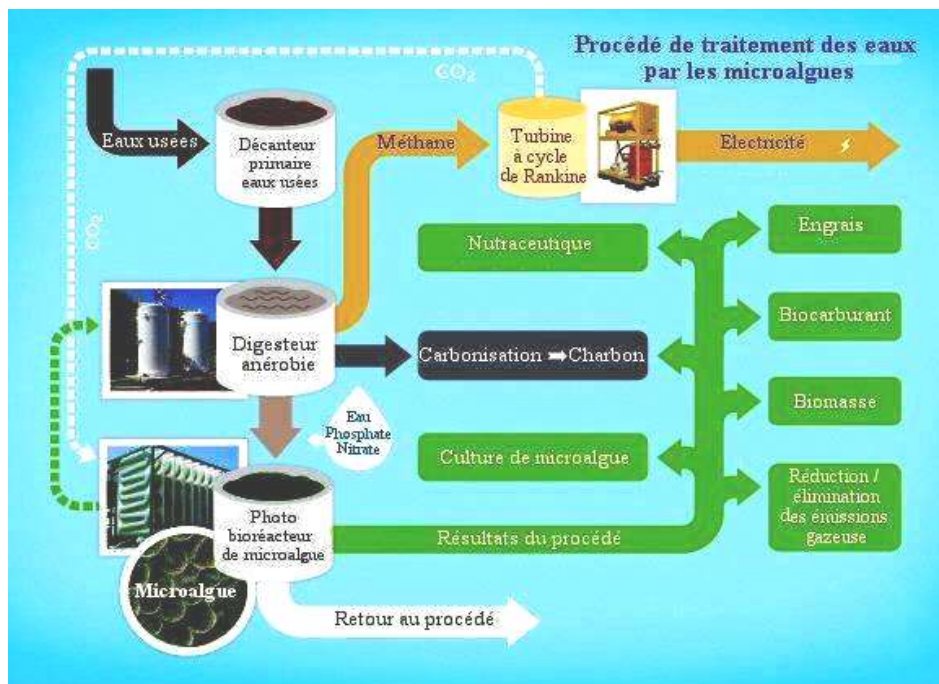 Procédé de traitement des eaux
par les microalgues
CO2
Eaux usées
Décanteur
primaire
eaux usées
Méthane
Turbine
à cycle
de Rankine
Electricité
CO2
Nutraceutique
Engrais
Digesteur
anérobie
Carbonisation ➡ Charbon
Biocarburant
Biomasse
Eau
Phosphate
Nitrate
Culture de microalgue
Réduction /
élimination
des émissions
gazeuse
Photo
bioréacteur
de microalgue
Résultats du procédé
Microalgue
Retour au procédé